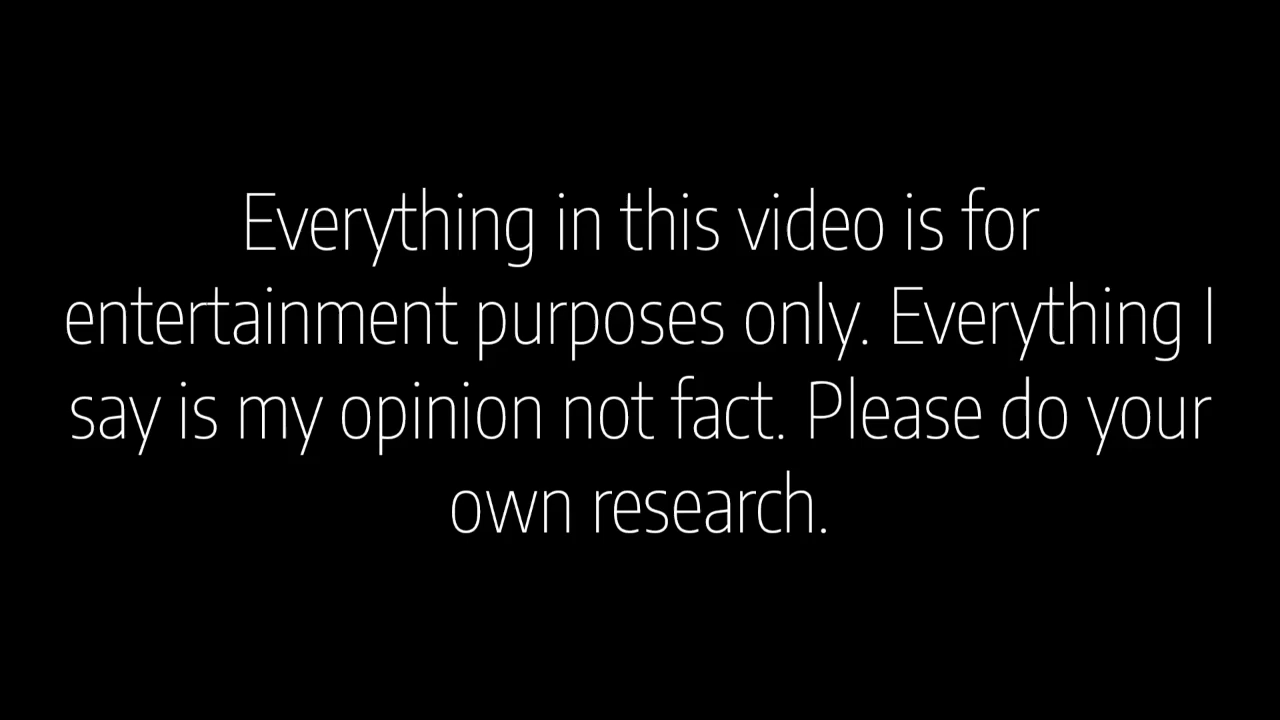 Everything in this video is for
entertainment purposes only. Everything I
say is my opinion not fact. Please do your
own research.